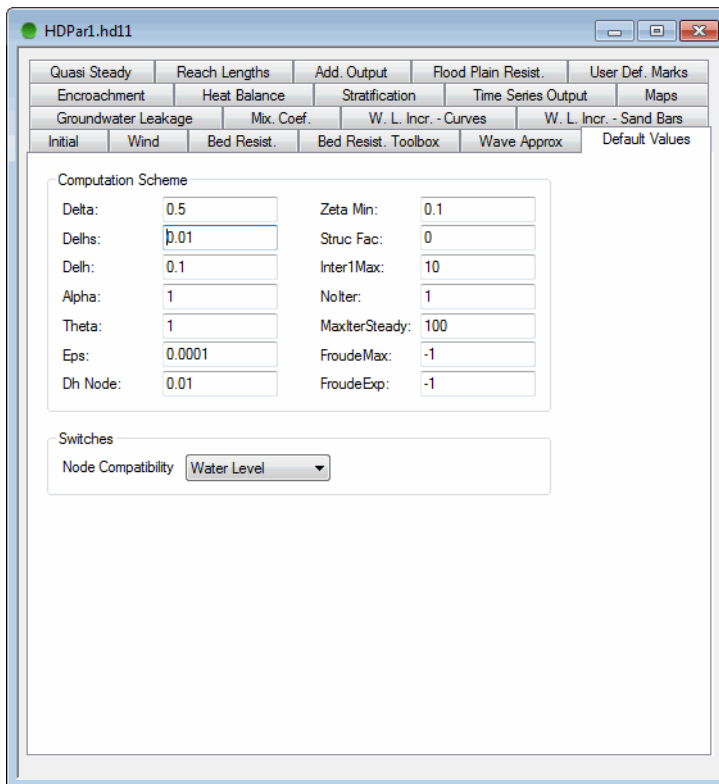 HDPar1.hd11
Quasi Steady Reach Lengths Add. Output Flood Plain Resist. User Def. Marks
Encroachment Heat Balance Stratification Time Series Output Maps
Groundwater Leakage Mix. Coef. W. L. Incr. - Curves W. L. Incr. - Sand Bars
Initial Wind Bed Resist. Bed Resist. Toolbox Wave Approx Default Values
Computation Scheme
Delta: 0.5 Zeta Min: 0.1
Delhs: 0.01 Struc Fac: 0
Delh: 0.1 Inter1Max: 10
Alpha: 1 NoIter: 1
Theta: 1 MaxIterSteady: 100
Eps: 0.0001 FroudeMax: -1
Dh Node: 0.01 FroudeExp: -1
Switches
Node Compatibility Water Level